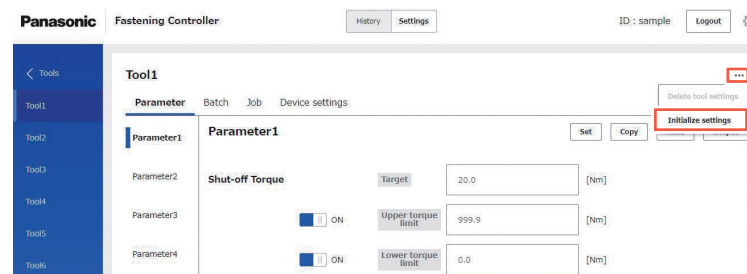 Panasonic Fastening Controller History Settings ID : sample Logout
< Tools
Tool1
Tool2
Tool3
Tool4
Tool5
Tool6
Tool1
...
Delete tool settings
Initialize settings
Parameter Batch Job Device settings
Parameter1
Parameter2
Parameter3
Parameter4
Parameter1 Set Copy
Shut-off Torque Target 20.0 [Nm]
ON Upper torque limit 999.9 [Nm]
ON Lower torque limit 0.0 [Nm]